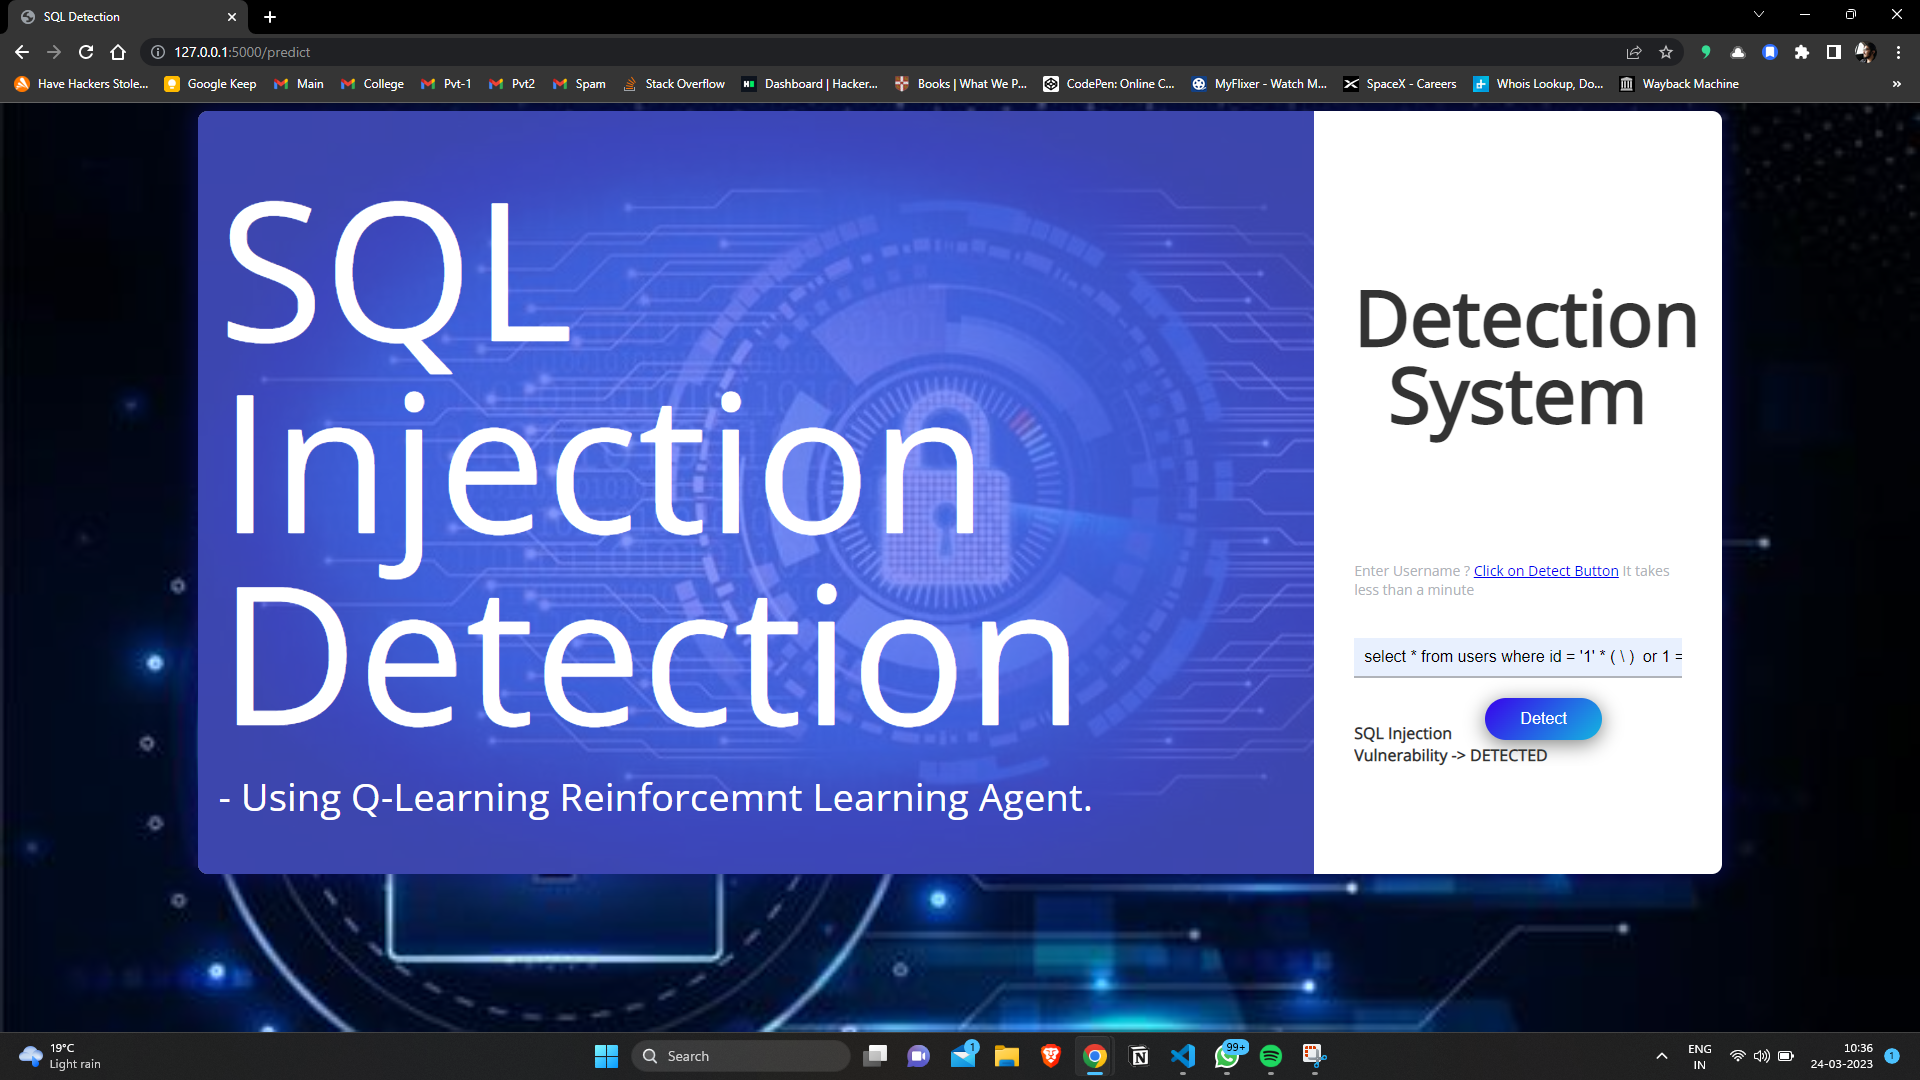 SQL Detection
127.0.0.1:5000/predict
Have Hackers Stole... Google Keep Main College Pvt-1 Pvt2 Spam Stack Overflow Dashboard | Hacker... Books | What We P... CodePen: Online C... MyFlixer - Watch M... SpaceX - Careers Whois Lookup, Do... Wayback Machine »
SQL
Injection
Detection
- Using Q-Learning Reinforcemnt Learning Agent.
Detection
System
Enter Username ? Click on Detect Button It takes
less than a minute
select * from users where id = '1' * ( \ )  or 1 =
Detect
SQL Injection
Vulnerability -> DETECTED
19°C
Light rain
Search
1
99+
ENG
IN
10:36
24-03-2023
1